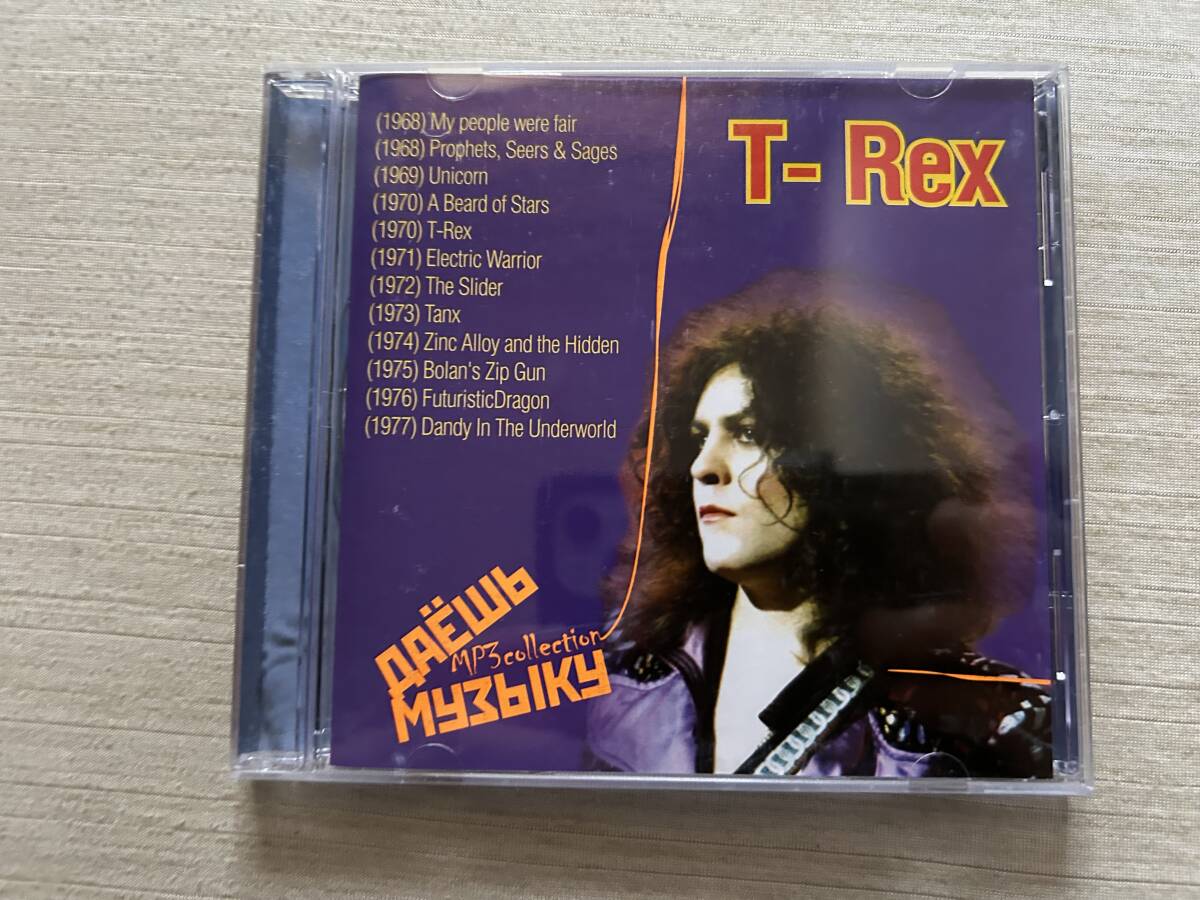 (1968) My people were fair
(1968) Prophets, Seers & Sages
(1969) Unicorn
(1970) A Beard of Stars
(1970) T-Rex
(1971) Electric Warrior
(1972) The Slider
(1973) Tanx
(1974) Zinc Alloy and the Hidden
(1975) Bolan's Zip Gun
(1976) FuturisticDragon
(1977) Dandy In The Underworld
T- Rex
ДАЁШЬ
MP3collection
МУЗЫКУ